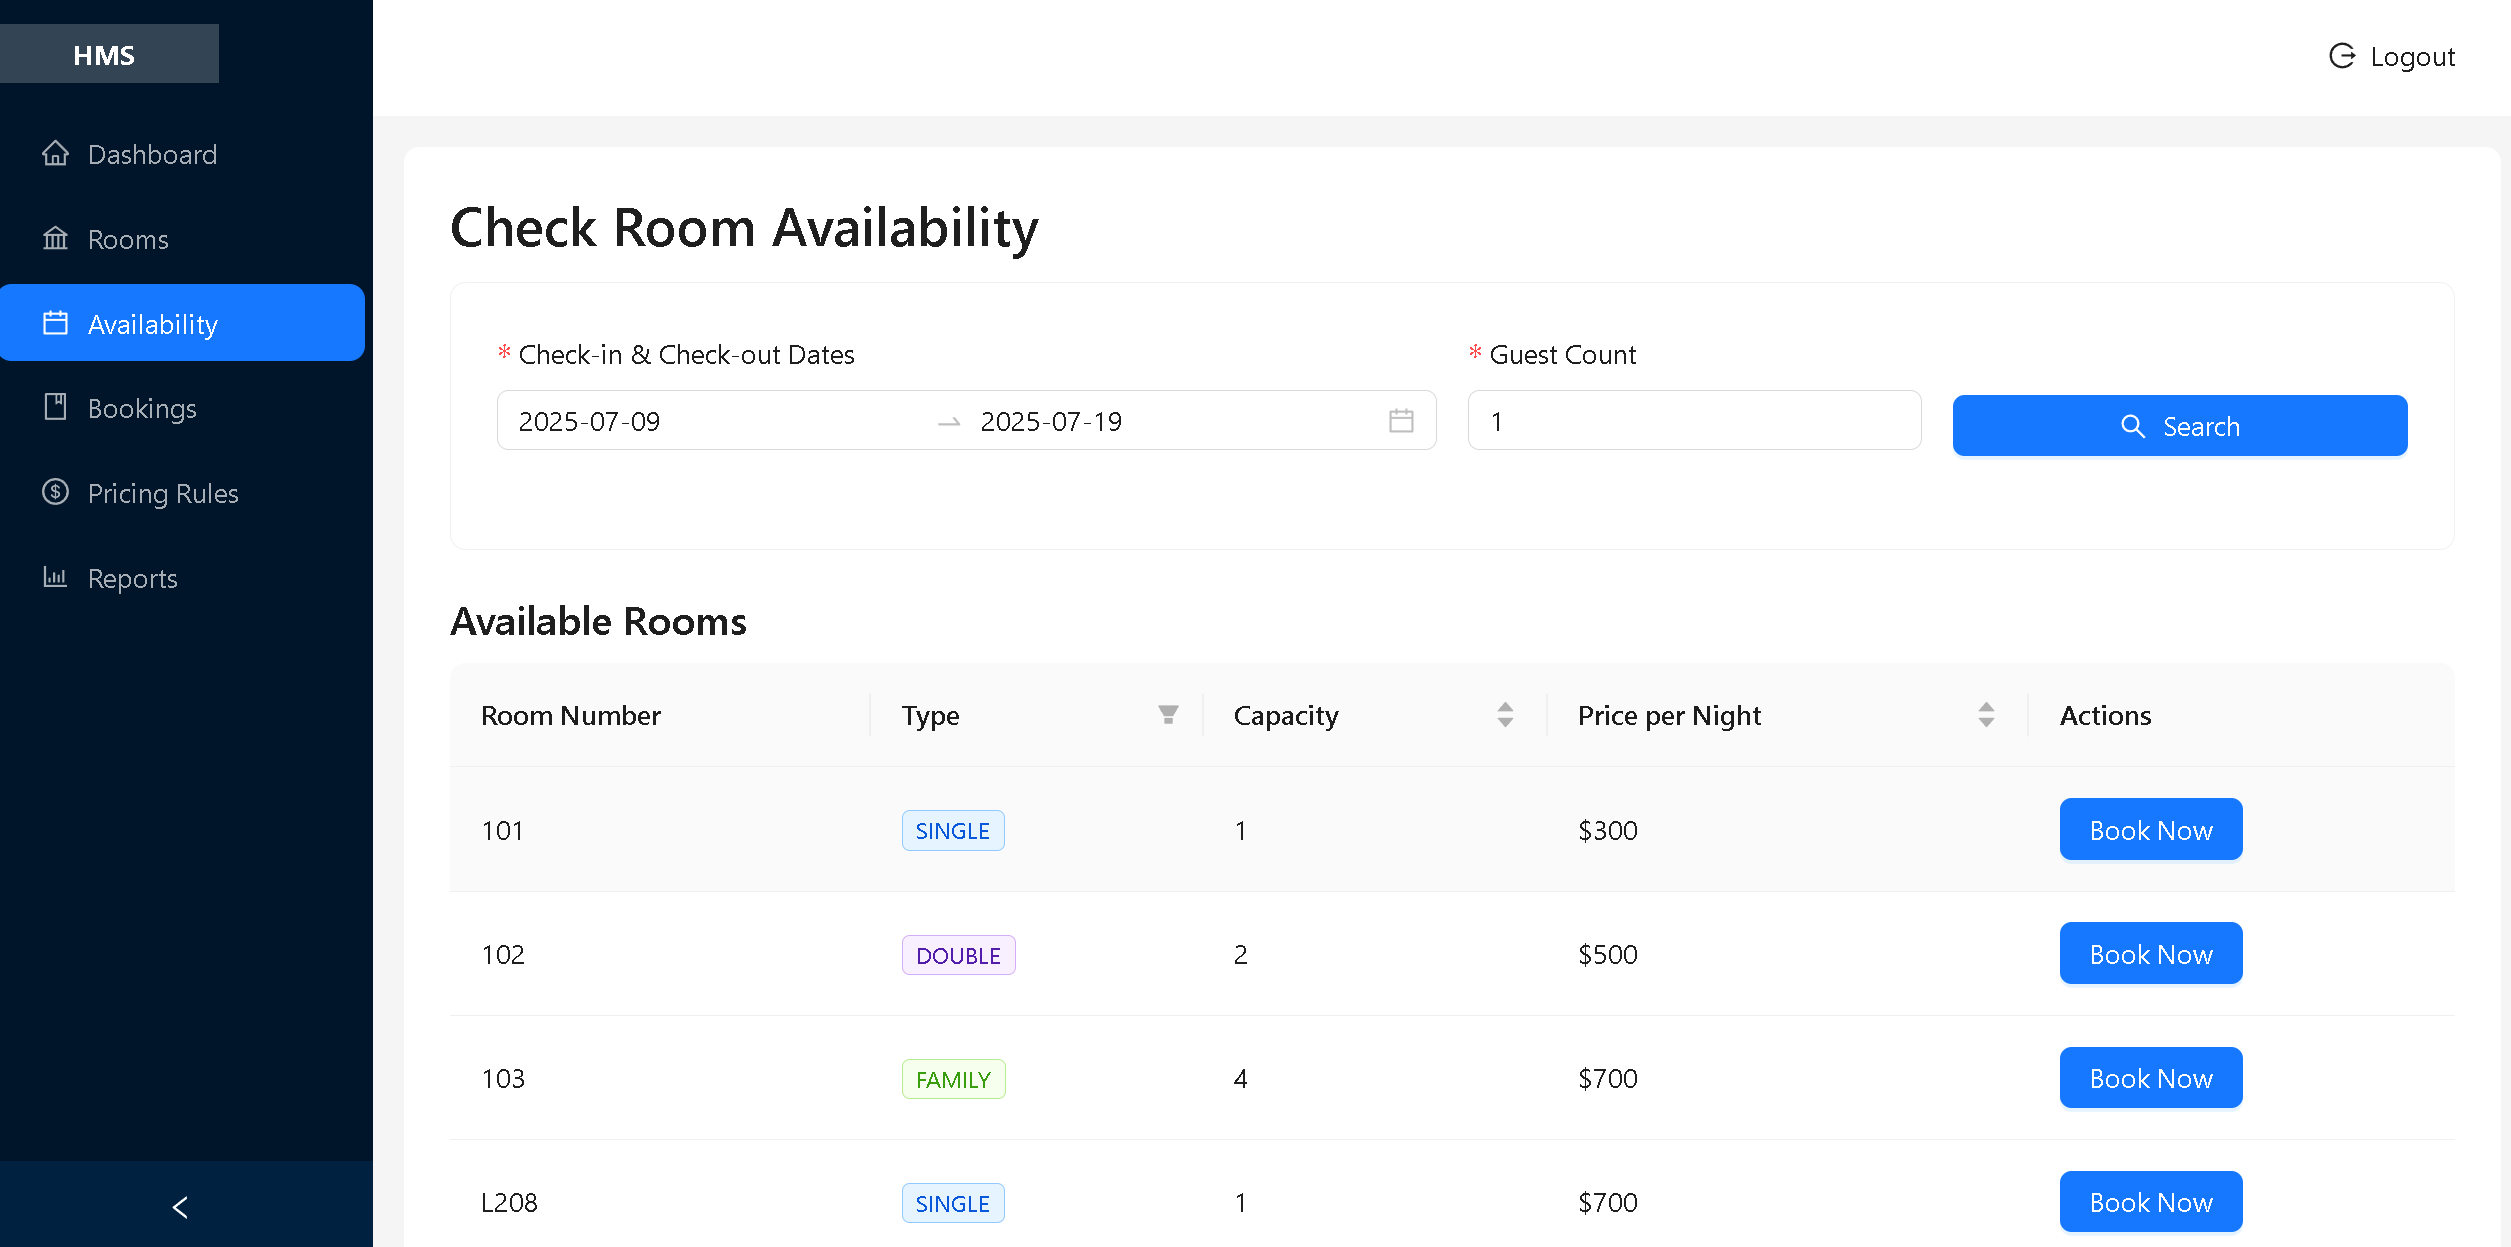 HMS
Logout
Dashboard
Rooms
Availability
Bookings
Pricing Rules
Reports
Check Room Availability
* Check-in & Check-out Dates
* Guest Count
2025-07-09 → 2025-07-19
1
Search
Available Rooms
Room Number Type Capacity Price per Night Actions
101 SINGLE 1 $300 Book Now
102 DOUBLE 2 $500 Book Now
103 FAMILY 4 $700 Book Now
L208 SINGLE 1 $700 Book Now